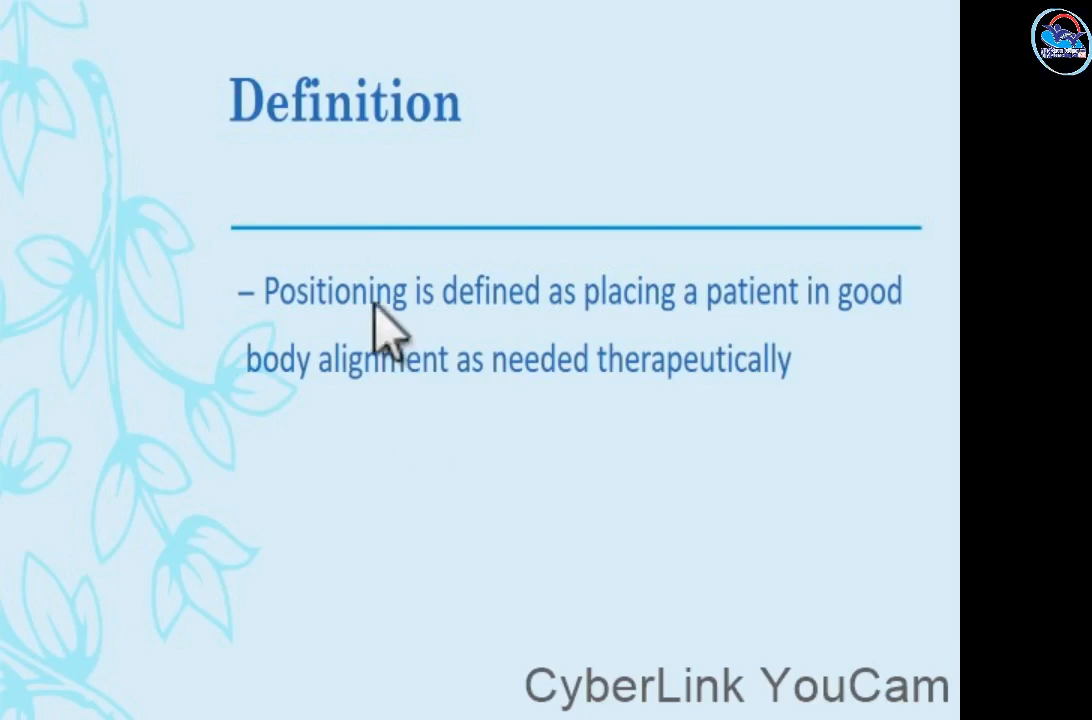 Definition
– Positioning is defined as placing a patient in good
body alignment as needed therapeutically
CyberLink YouCam